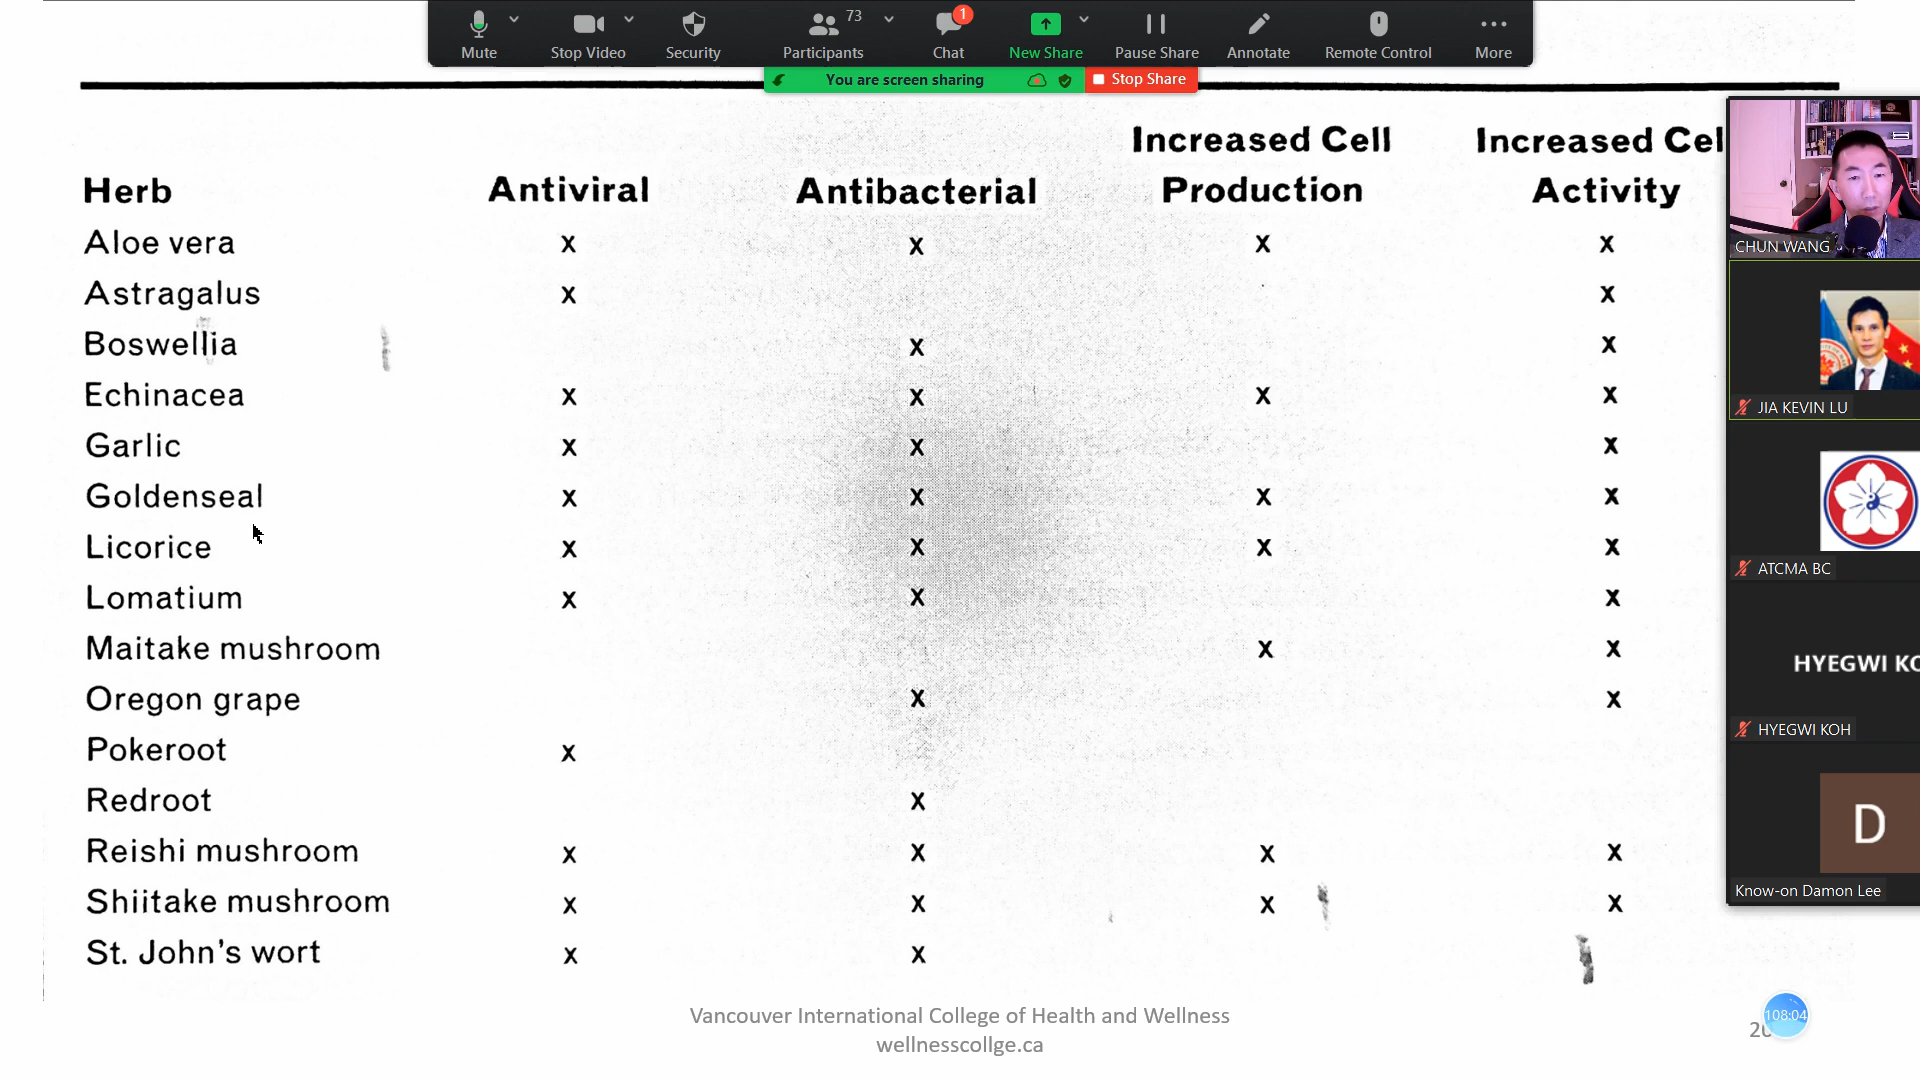 Mute
Stop Video
Security
Participants
73
Chat
1
New Share
Pause Share
Annotate
Remote Control
More
You are screen sharing
Stop Share
Herb Antiviral Antibacterial Increased Cell Production Increased Cel Activity
Aloe vera x x x x
Astragalus x x
Boswellia x x
Echinacea x x x x
Garlic x x x
Goldenseal x x x x
Licorice x x x x
Lomatium x x x
Maitake mushroom x x
Oregon grape x x
Pokeroot x
Redroot x
Reishi mushroom x x x x
Shiitake mushroom x x x x
St. John's wort x x
Vancouver International College of Health and Wellness
wellnesscollge.ca
108:04
CHUN WANG
JIA KEVIN LU
ATCMA BC
HYEGWI KO
HYEGWI KOH
D
Know-on Damon Lee